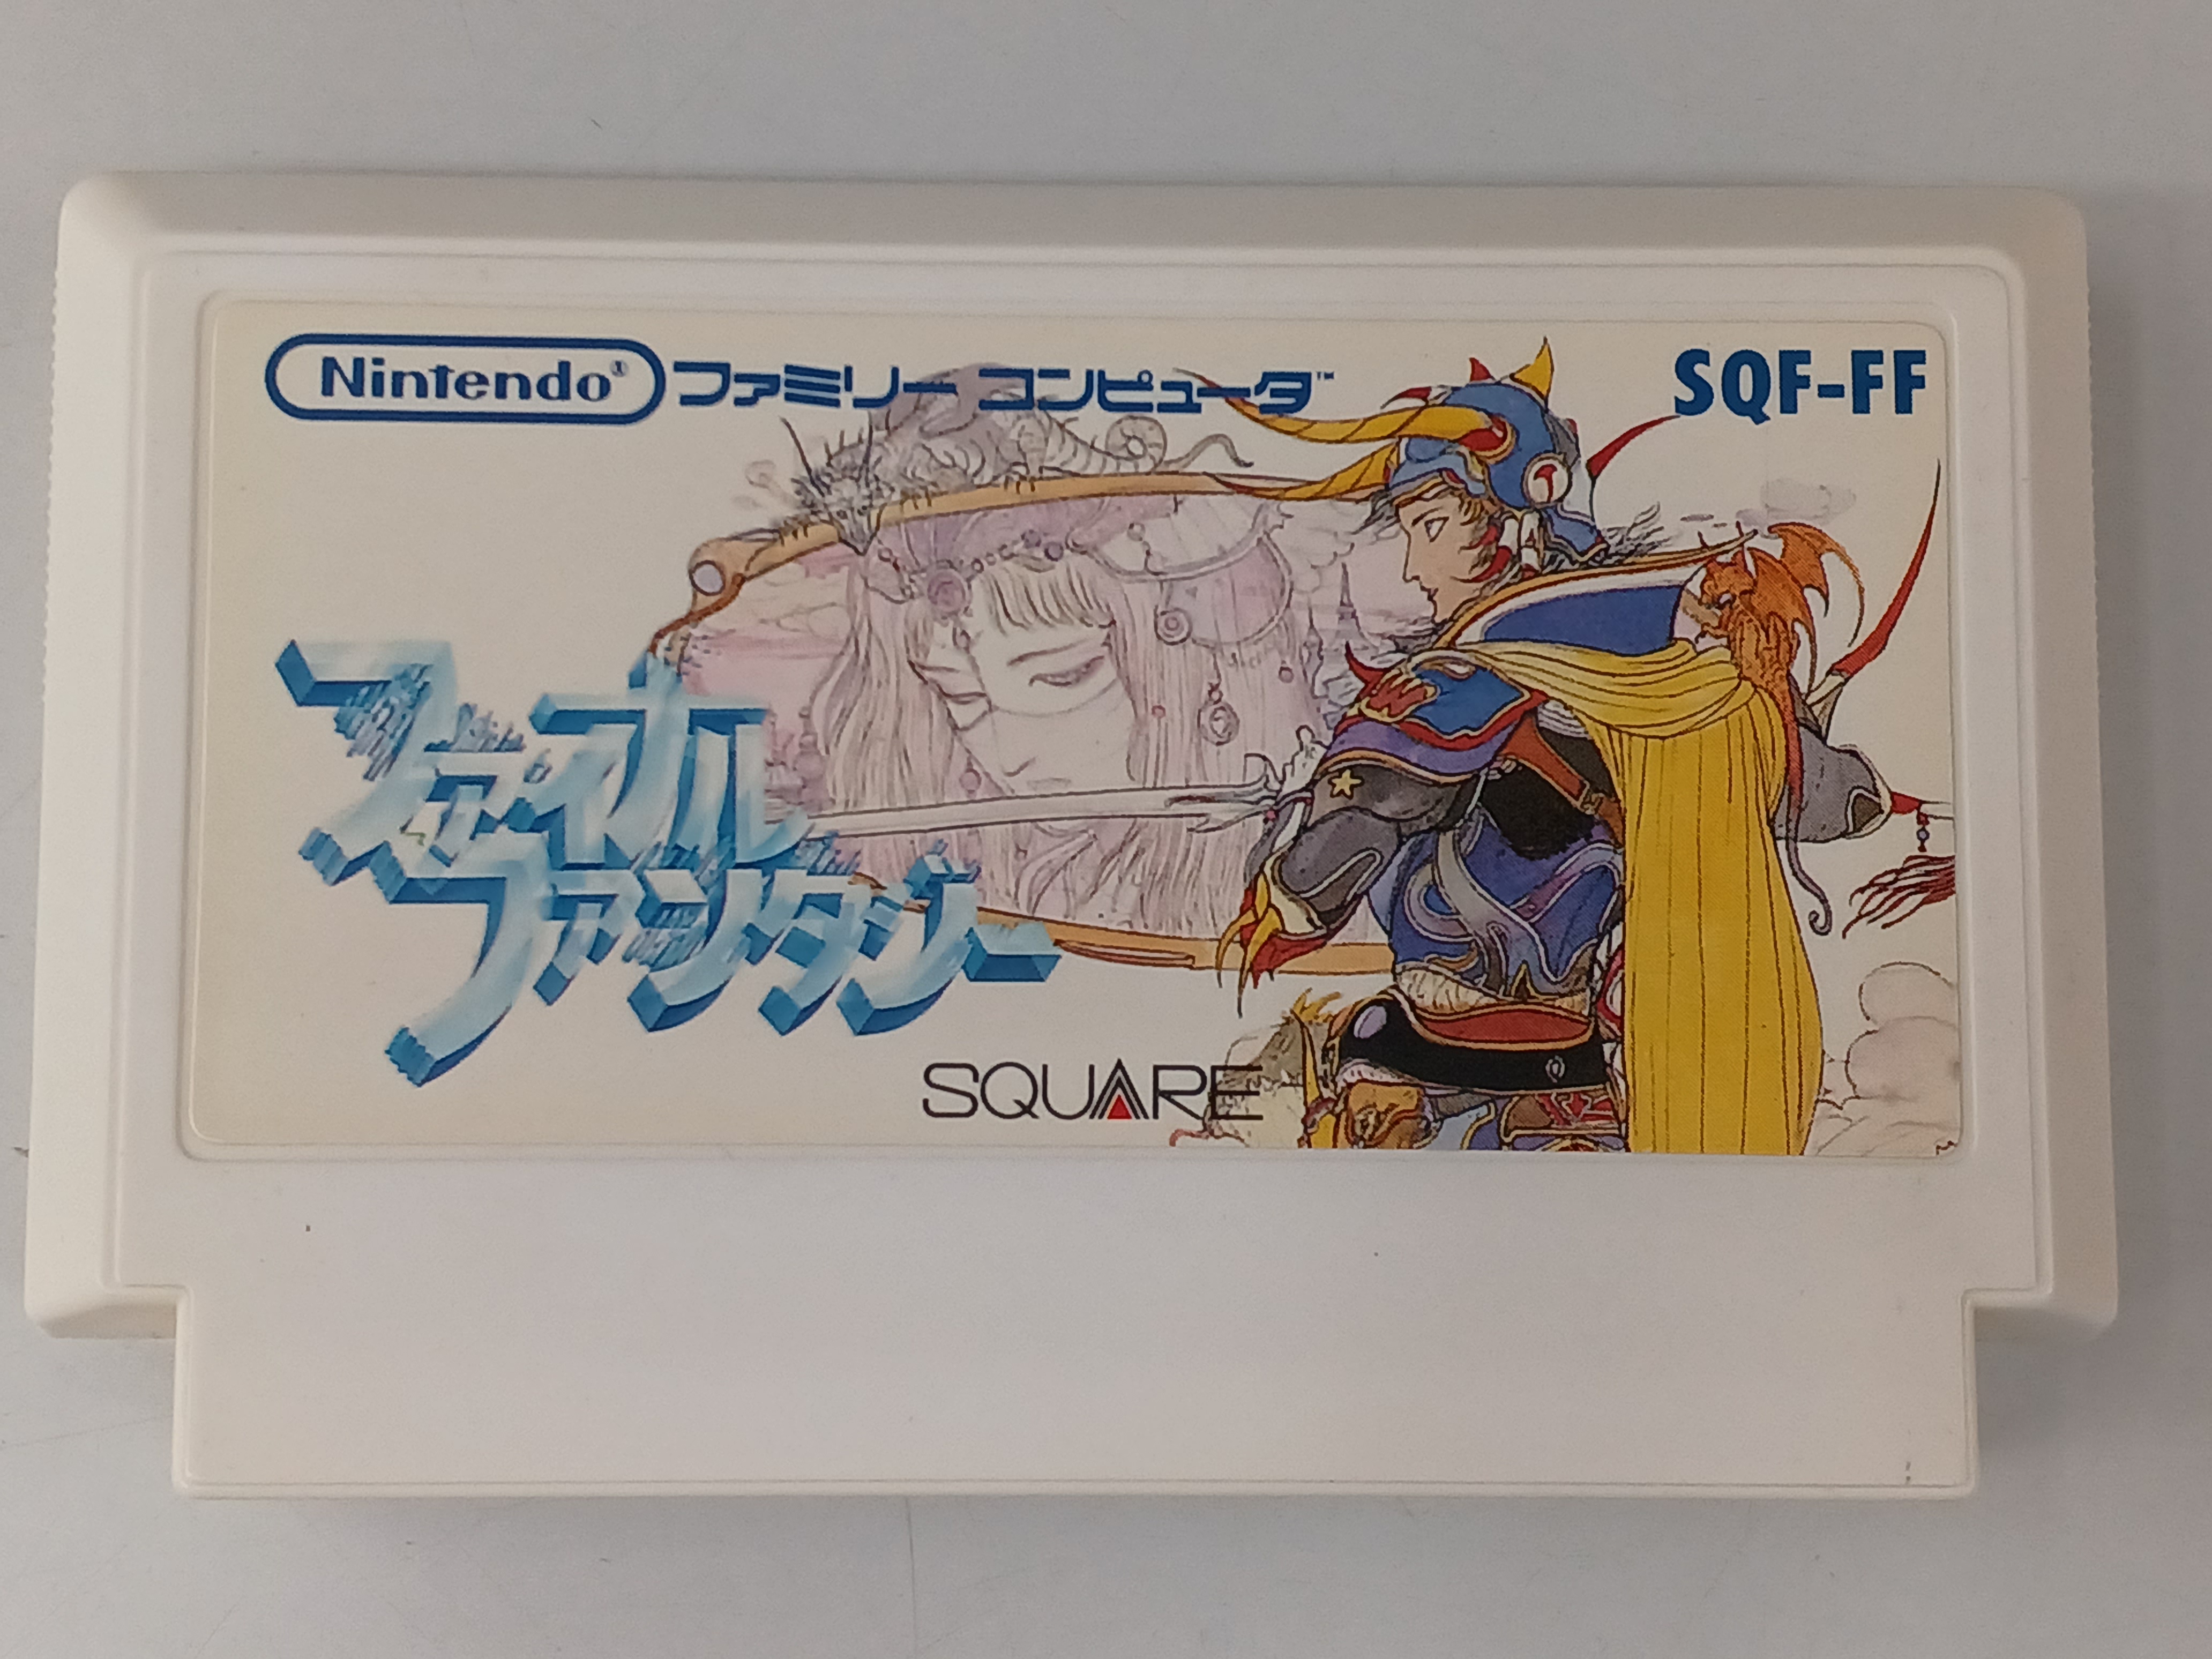 Nintendo® ファミリー コンピュータ™
SQF-FF
ファイナル
ファンタジー
SQUARE